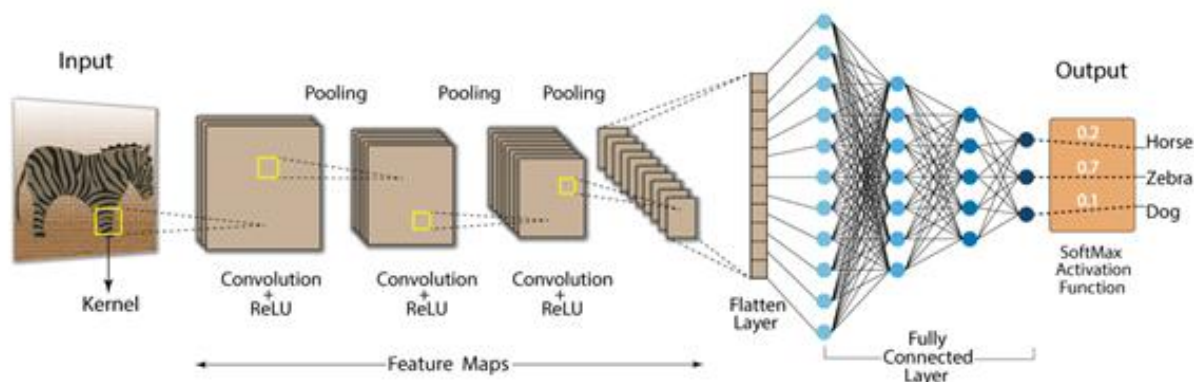 Input
Kernel
Pooling
Pooling
Pooling
Convolution
+
ReLU
Convolution
+
ReLU
Convolution
+
ReLU
Feature Maps
Flatten
Layer
Fully
Connected
Layer
Output
0.2
0.7
0.1
Horse
Zebra
Dog
SoftMax
Activation
Function